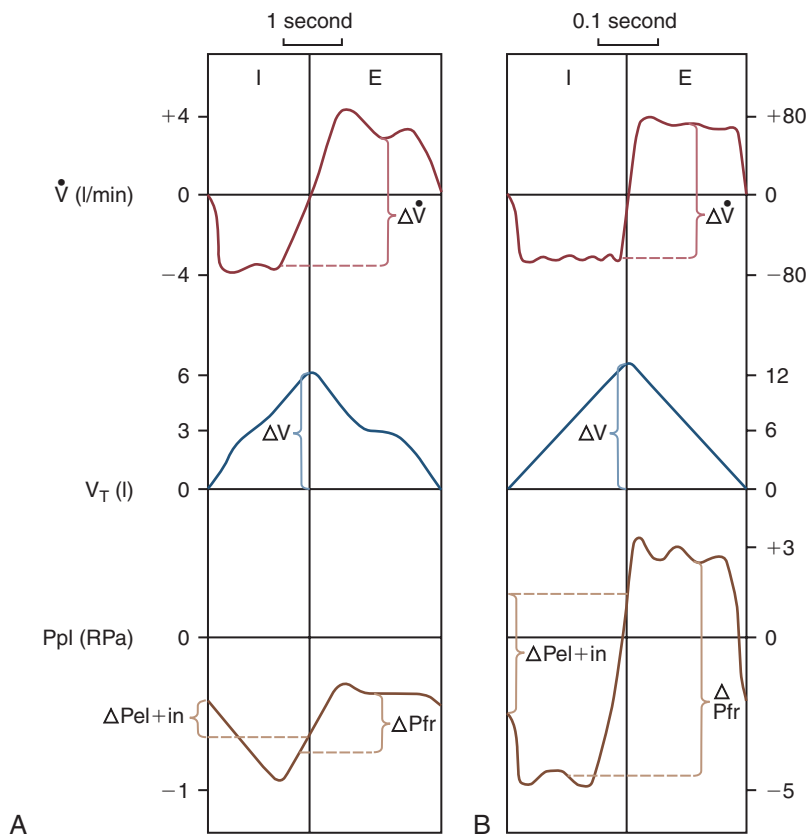 1 second
0.1 second
I
E
I
E
+4
+80
V̇ (l/min)
0
0
ΔV̇
ΔV̇
−4
−80
6
12
3
6
ΔV
ΔV
V_T (l)
0
0
+3
Ppl (RPa)
0
0
ΔPel+in
Δ
Pfr
ΔPel+in
ΔPfr
−1
−5
A
B